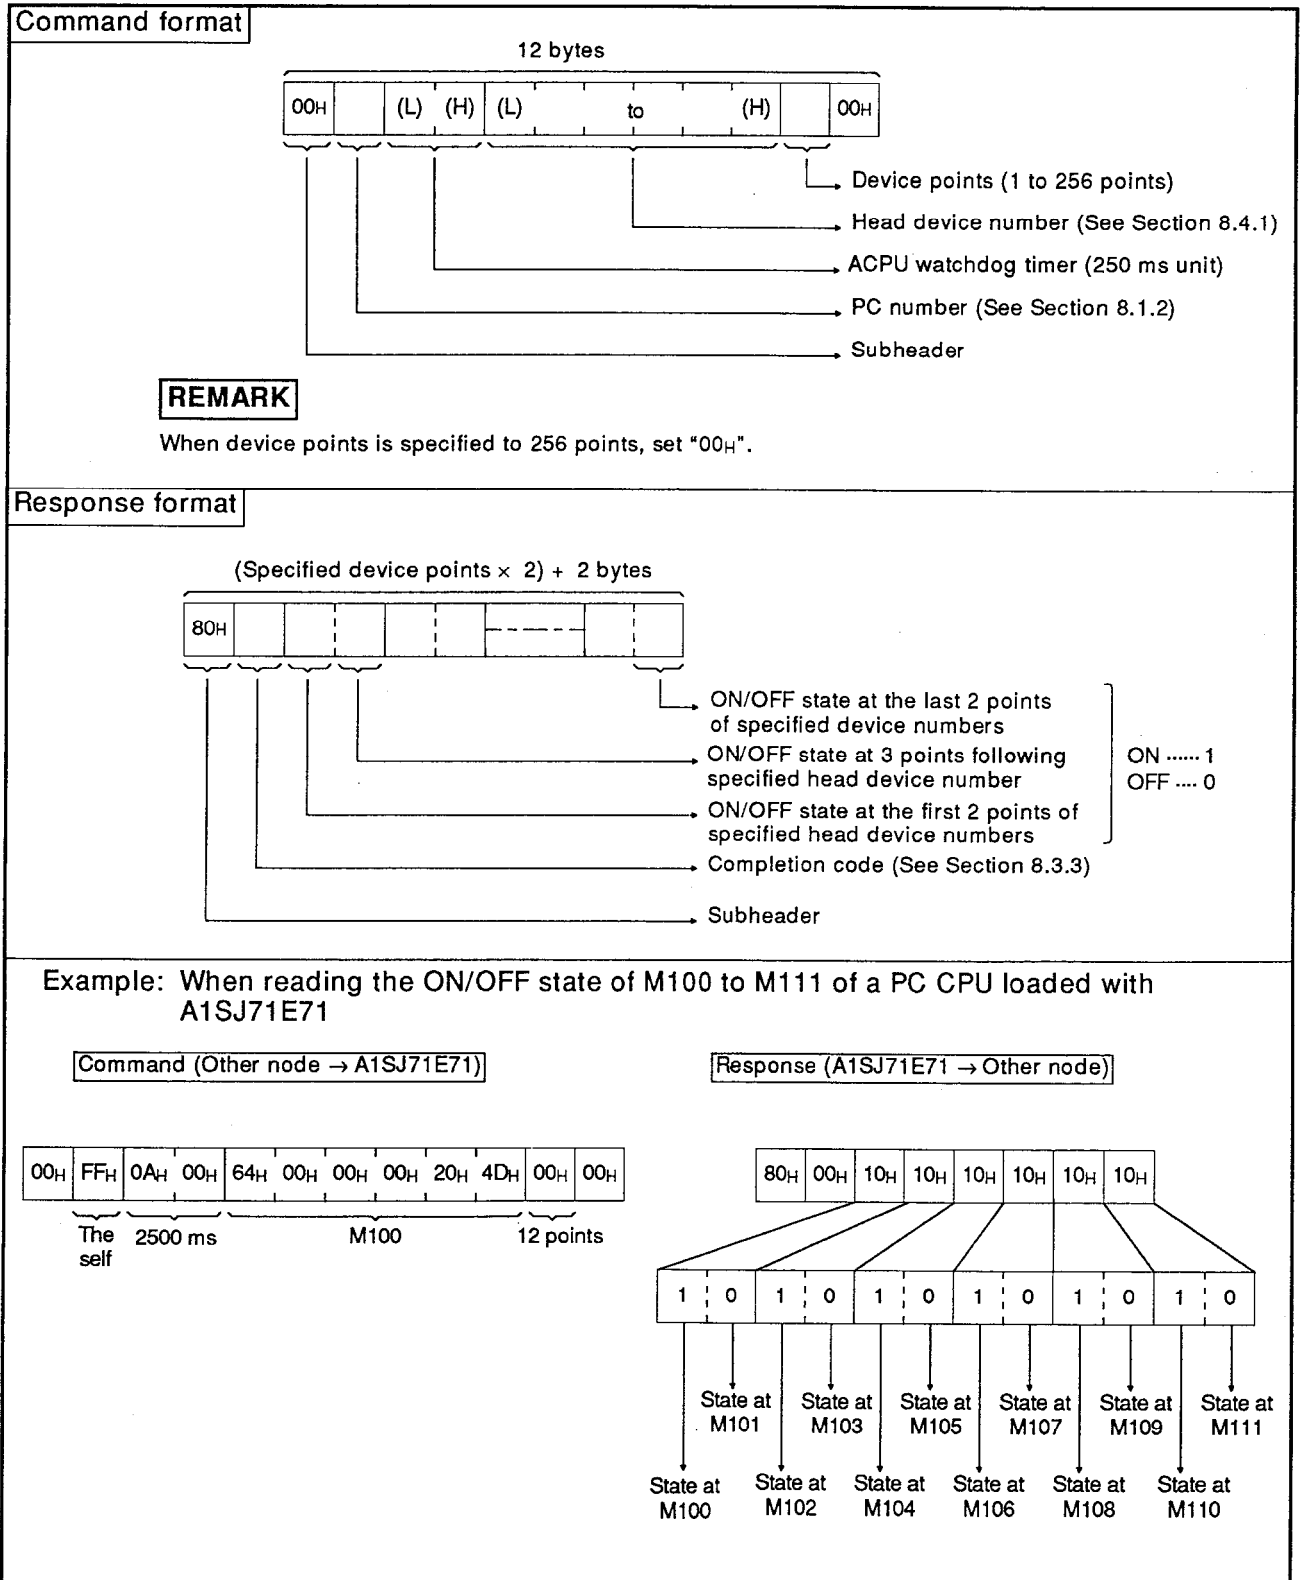 Command format
12 bytes
00H (L) (H) (L) to (H) 00H
Device points (1 to 256 points)
Head device number (See Section 8.4.1)
ACPU watchdog timer (250 ms unit)
PC number (See Section 8.1.2)
Subheader
REMARK
When device points is specified to 256 points, set "00H".
Response format
(Specified device points × 2) + 2 bytes
80H
ON/OFF state at the last 2 points
of specified device numbers
ON/OFF state at 3 points following
specified head device number
ON ...... 1
OFF .... 0
ON/OFF state at the first 2 points of
specified head device numbers
Completion code (See Section 8.3.3)
Subheader
Example: When reading the ON/OFF state of M100 to M111 of a PC CPU loaded with
A1SJ71E71
Command (Other node → A1SJ71E71)
00H FFH 0AH 00H 64H 00H 00H 00H 20H 4DH 00H 00H
The
self
2500 ms
M100
12 points
Response (A1SJ71E71 → Other node)
80H 00H 10H 10H 10H 10H 10H 10H
1 0 1 0 1 0 1 0 1 0 1 0
State at
M101
State at
M103
State at
M105
State at
M107
State at
M109
State at
M111
State at
M100
State at
M102
State at
M104
State at
M106
State at
M108
State at
M110